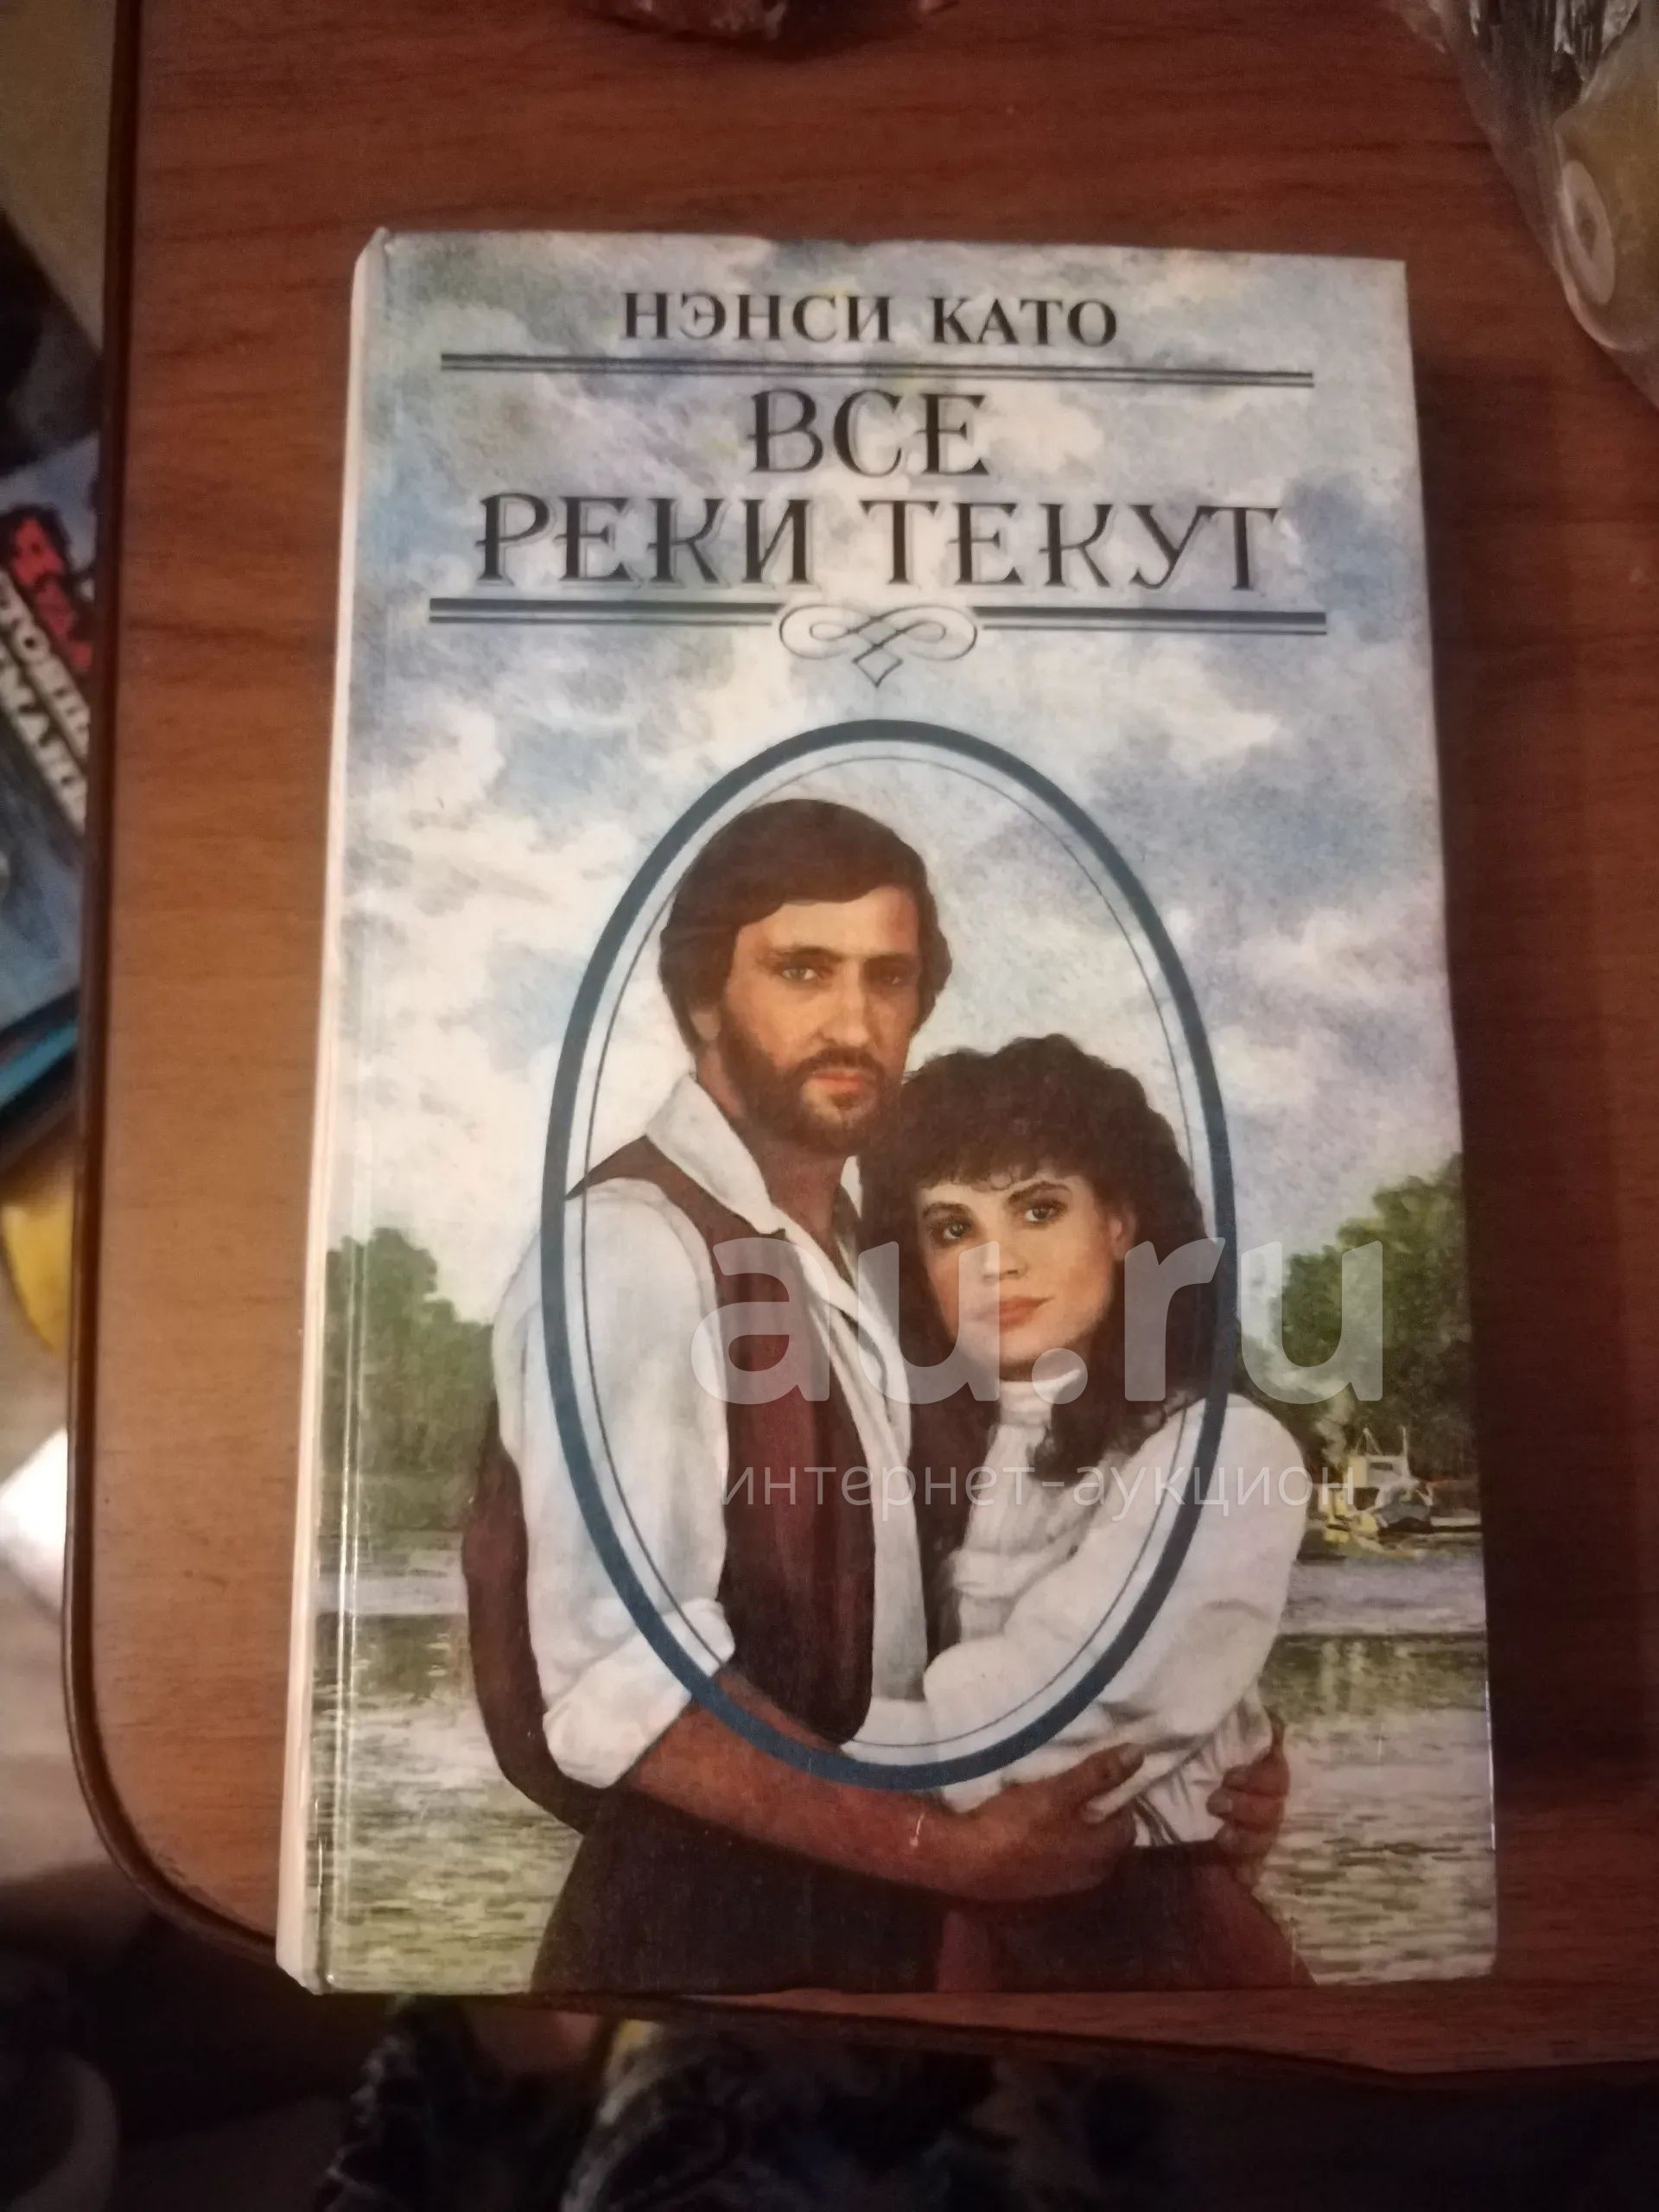 НЭНСИ КАТО
ВСЕ
РЕКИ ТЕКУТ
au.ru
интернет-аукцион